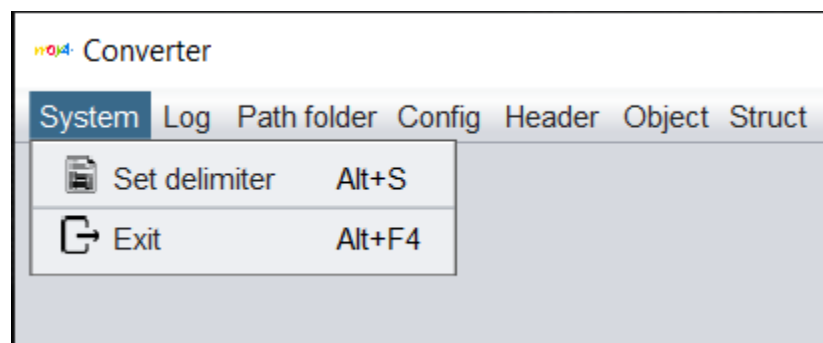 Converter
System Log Path folder Config Header Object Struct
Set delimiter Alt+S
Exit Alt+F4